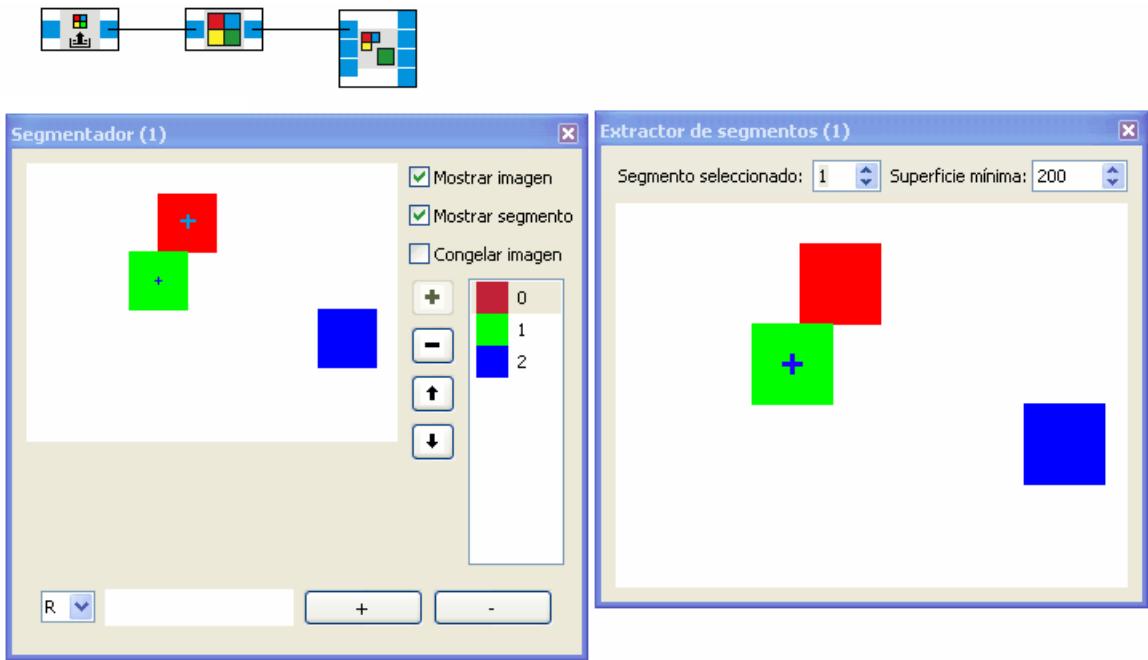 Segmentador (1)
Mostrar imagen
Mostrar segmento
Congelar imagen
+
0
1
2
-
R
+
-
Extractor de segmentos (1)
Segmento seleccionado: 1 Superficie mínima: 200